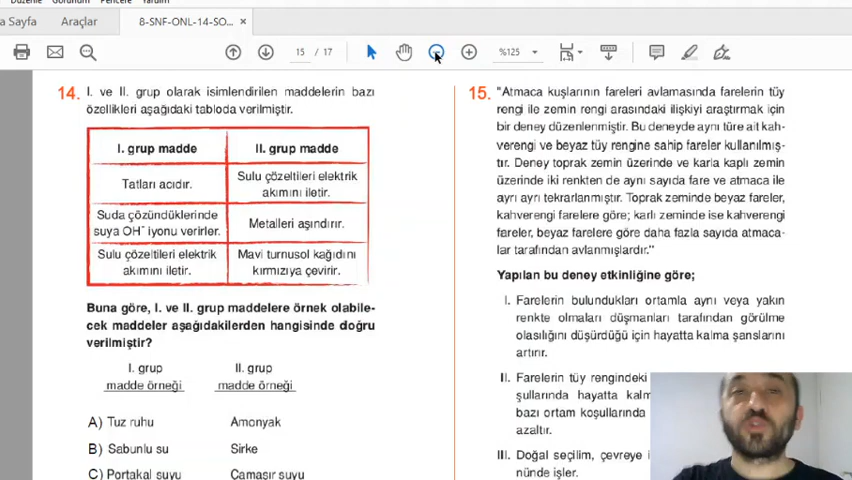 Düzenle Görünüm Pencere Yardım
a Sayfa
Araçlar
8-SNF-ONL-14-SO... ×
15 / 17
%125
14. I. ve II. grup olarak isimlendirilen maddelerin bazı
özellikleri aşağıdaki tabloda verilmiştir.
I. grup madde
II. grup madde
Tatları acıdır.
Sulu çözeltileri elektrik
akımını iletir.
Suda çözündüklerinde
suya OH⁻ iyonu verirler.
Metalleri aşındırır.
Sulu çözeltileri elektrik
akımını iletir.
Mavi turnusol kağıdını
kırmızıya çevirir.
Buna göre, I. ve II. grup maddelere örnek olabile-
cek maddeler aşağıdakilerden hangisinde doğru
verilmiştir?
I. grup
madde örneği
II. grup
madde örneği
A) Tuz ruhu Amonyak
B) Sabunlu su Sirke
C) Portakal suyu Çamaşır suyu
15. "Atmaca kuşlarının fareleri avlamasında farelerin tüy
rengi ile zemin rengi arasındaki ilişkiyi araştırmak için
bir deney düzenlenmiştir. Bu deneyde aynı türe ait kah-
verengi ve beyaz tüy rengine sahip fareler kullanılmış-
tır. Deney toprak zemin üzerinde ve karla kaplı zemin
üzerinde iki renkten de aynı sayıda fare ve atmaca ile
ayrı ayrı tekrarlanmıştır. Toprak zeminde beyaz fareler,
kahverengi farelere göre; karlı zeminde ise kahverengi
fareler, beyaz farelere göre daha fazla sayıda atmaca-
lar tarafından avlanmışlardır."
Yapılan bu deney etkinliğine göre;
I. Farelerin bulundukları ortamla aynı veya yakın
renkte olmaları düşmanları tarafından görülme
olasılığını düşürdüğü için hayatta kalma şanslarını
artırır.
II. Farelerin tüy rengindeki
şullarında hayatta kalm
bazı ortam koşullarında
azaltır.
III. Doğal seçilim, çevreye
nünde işler.